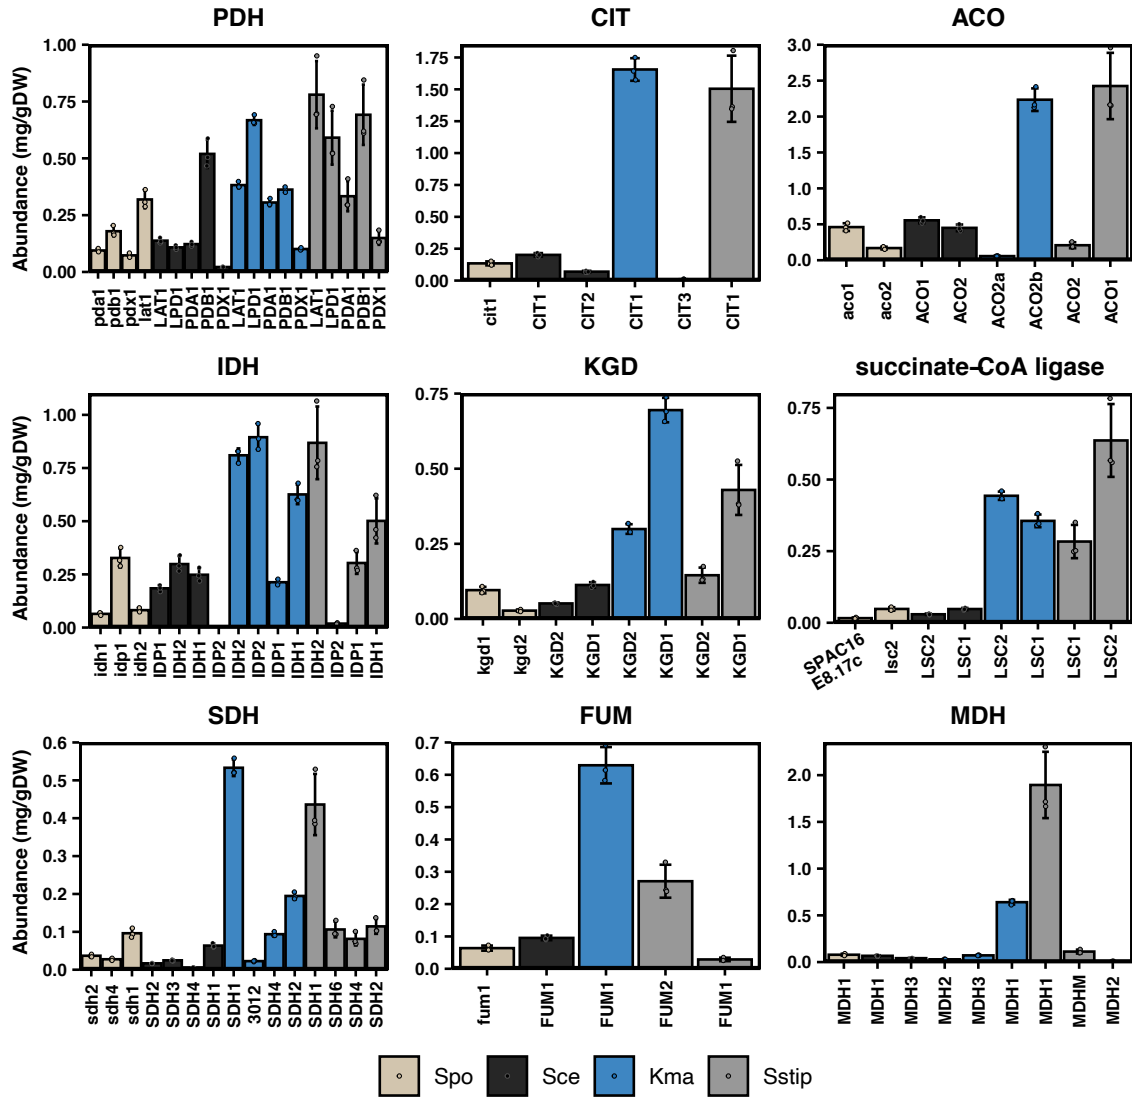 PDH
CIT
ACO
Abundance (mg/gDW)
1.00
0.75
0.50
0.25
0.00
pda1
pdb1
pdx1
lat1
LAT1
LPD1
PDA1
PDB1
PDX1
LAT1
LPD1
PDA1
PDB1
PDX1
LAT1
LPD1
PDA1
PDB1
PDX1
1.75
1.50
1.25
1.00
0.75
0.50
0.25
0.00
cit1
CIT1
CIT2
CIT1
CIT3
CIT1
3.0
2.5
2.0
1.5
1.0
0.5
0.0
aco1
aco2
ACO1
ACO2
ACO2a
ACO2b
ACO2
ACO1
IDH
KGD
succinate-CoA ligase
Abundance (mg/gDW)
1.00
0.75
0.50
0.25
0.00
idh1
idp1
idh2
IDP1
IDH2
IDH1
IDP2
IDH2
IDP2
IDP1
IDH1
IDH2
IDP2
IDP1
IDH1
0.75
0.50
0.25
0.00
kgd1
kgd2
KGD2
KGD1
KGD2
KGD1
KGD2
KGD1
0.75
0.50
0.25
0.00
SPAC16
E8.17c
lsc2
LSC2
LSC1
LSC2
LSC1
LSC1
LSC2
SDH
FUM
MDH
Abundance (mg/gDW)
0.6
0.5
0.4
0.3
0.2
0.1
0.0
sdh2
sdh4
sdh1
SDH2
SDH3
SDH4
SDH1
SDH1
3012
SDH4
SDH2
SDH1
SDH6
SDH4
SDH2
0.7
0.6
0.5
0.4
0.3
0.2
0.1
0.0
fum1
FUM1
FUM1
FUM2
FUM1
2.0
1.5
1.0
0.5
0.0
MDH1
MDH1
MDH3
MDH2
MDH3
MDH1
MDH1
MDHM
MDH2
Spo
Sce
Kma
Sstip